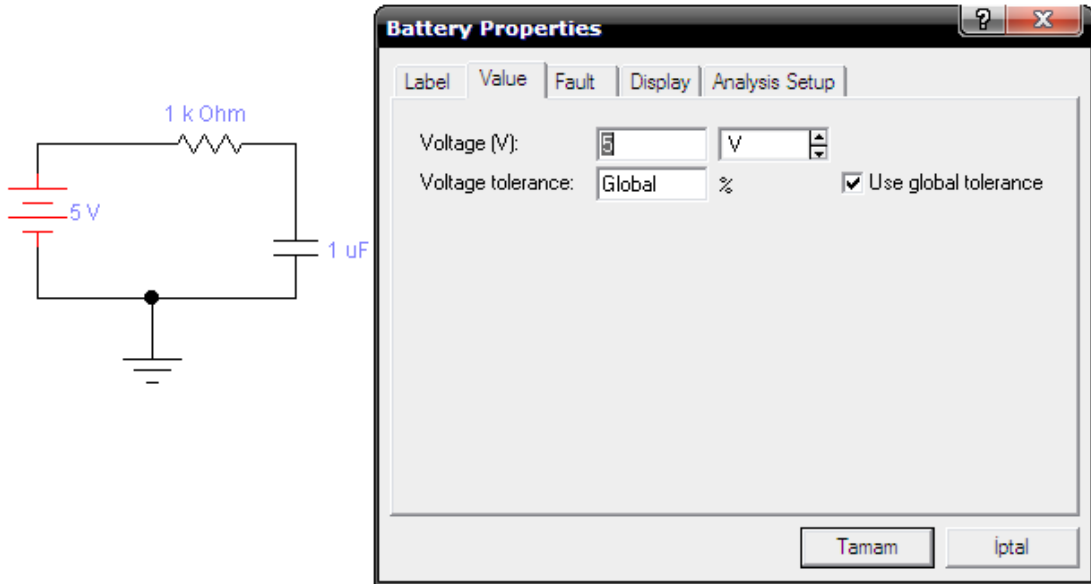 1 k Ohm
5 V
1 uF
Battery Properties
?
X
Label Value Fault Display Analysis Setup
Voltage (V): 5 V
Voltage tolerance: Global % Use global tolerance
Tamam İptal